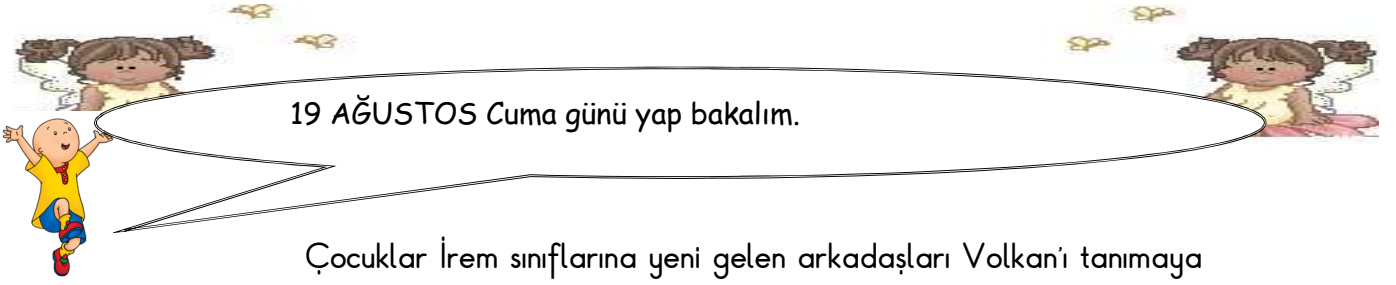 19 AĞUSTOS Cuma günü yap bakalım.
Çocuklar İrem sınıflarına yeni gelen arkadaşları Volkan'ı tanımaya